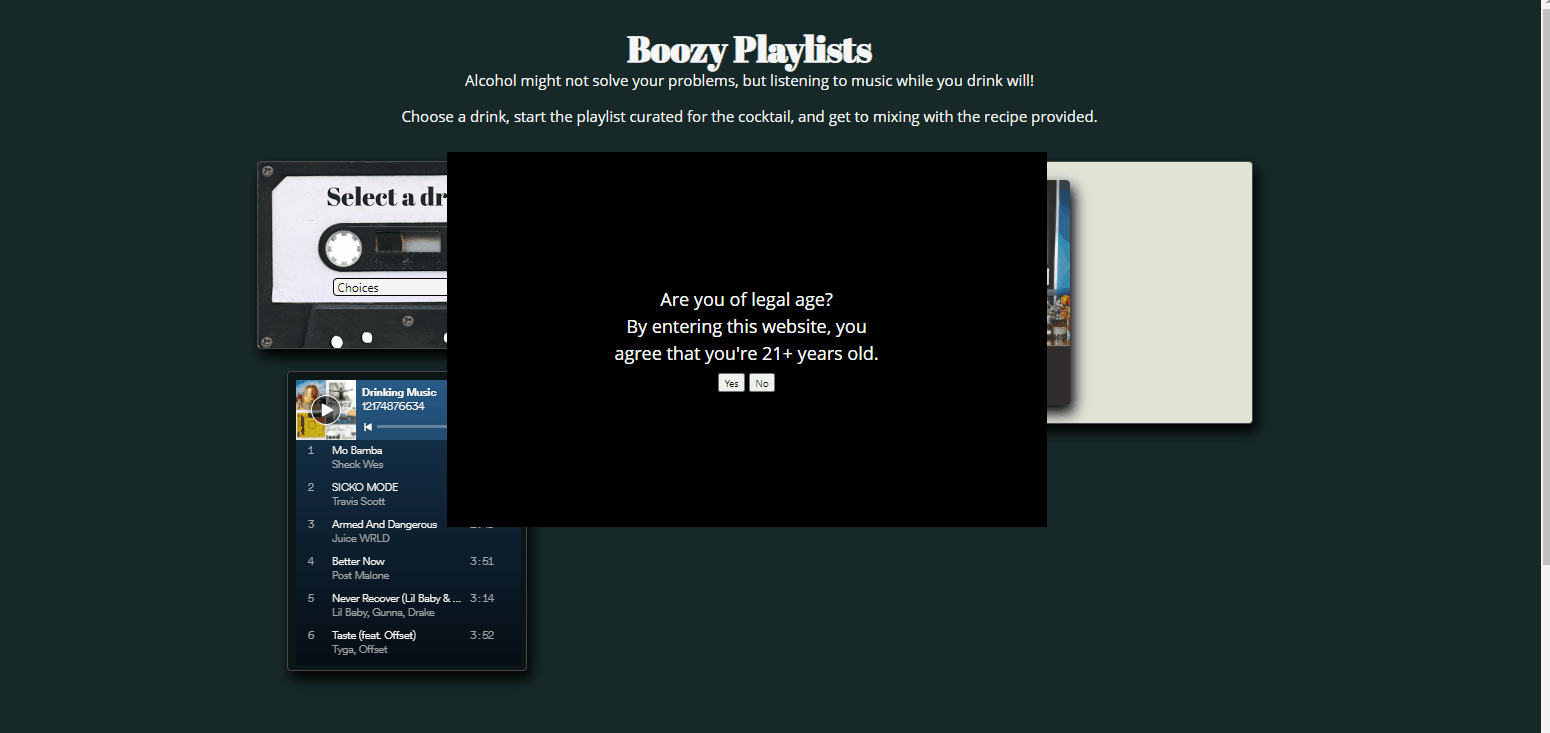 Boozy Playlists
Alcohol might not solve your problems, but listening to music while you drink will!
Choose a drink, start the playlist curated for the cocktail, and get to mixing with the recipe provided.
Select a dr
Choices
Are you of legal age?
By entering this website, you
agree that you're 21+ years old.
Yes No
Drinking Music
12174876634
1 Mo Bamba
Sheck Wes
2 SICKO MODE
Travis Scott
3 Armed And Dangerous
Juice WRLD
4 Better Now 3:51
Post Malone
5 Never Recover (Lil Baby & ... 3:14
Lil Baby, Gunna, Drake
6 Taste (feat. Offset) 3:52
Tyga, Offset